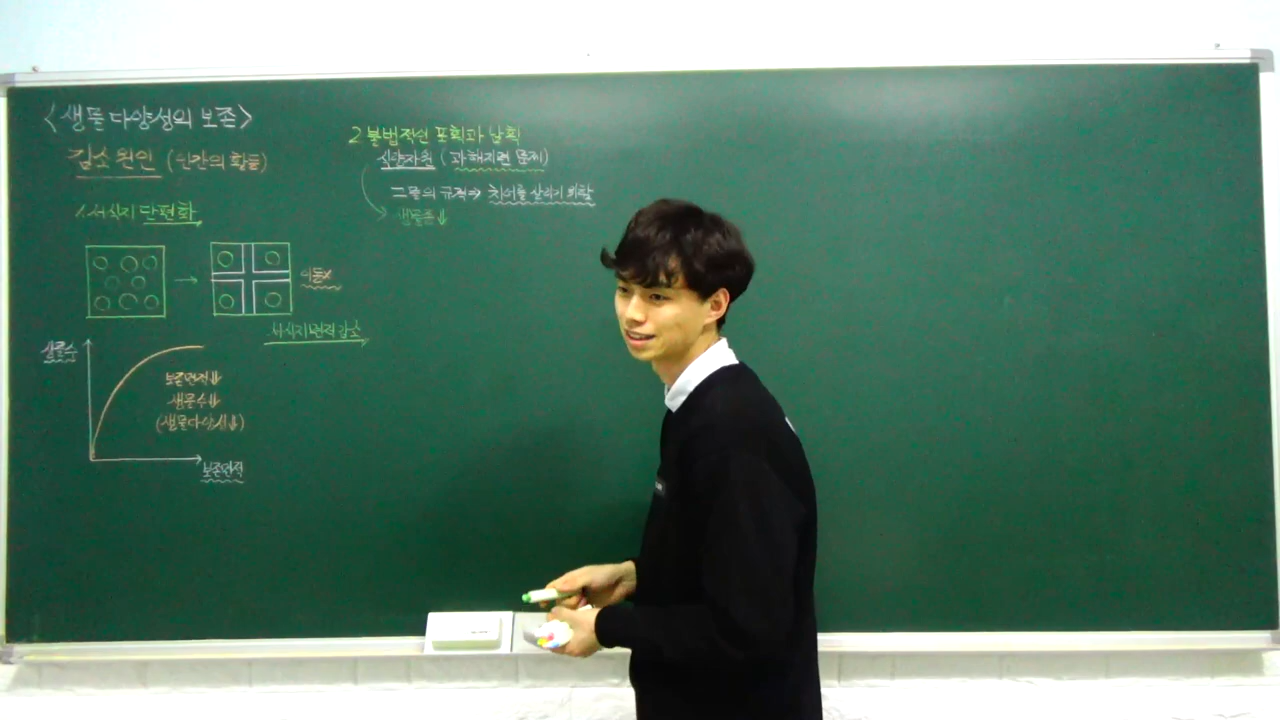 <생물 다양성의 보존>
감소 원인 (인간의 활동)
1. 서식지 단편화
이동x
서식지면적 감소
생물수
보존면적↓
생물수↓
(생물다양성↓)
보존면적
2 불법적인 포획과 남획
식량자원 (과해지면 문제)
그물의 규격⇒ 치어를 살리기 위함
생물종↓